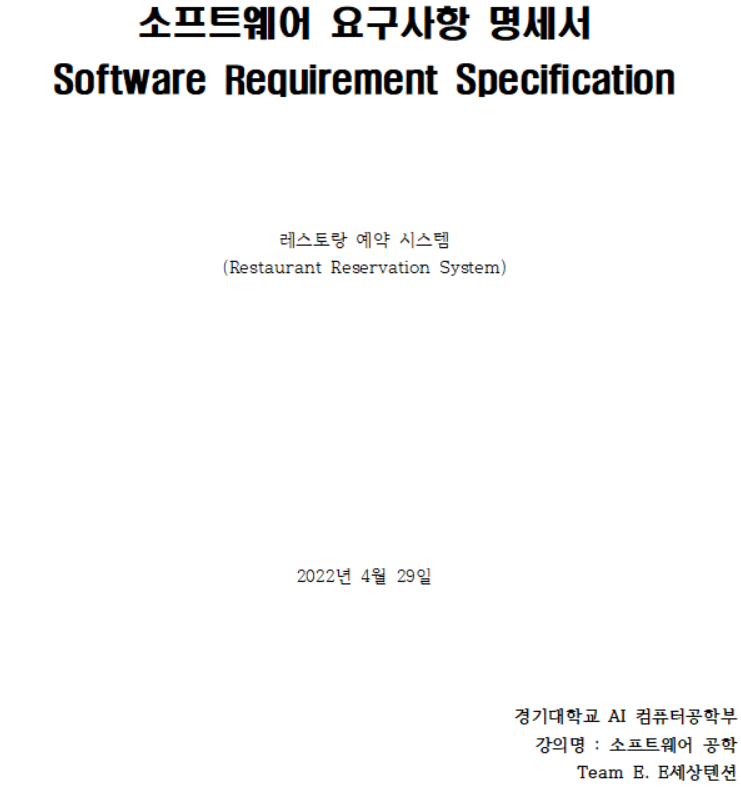 소프트웨어 요구사항 명세서
Software Requirement Specification
레스토랑 예약 시스템
(Restaurant Reservation System)
2022년 4월 29일
경기대학교 AI 컴퓨터공학부
강의명 : 소프트웨어 공학
Team E. E세상텐션